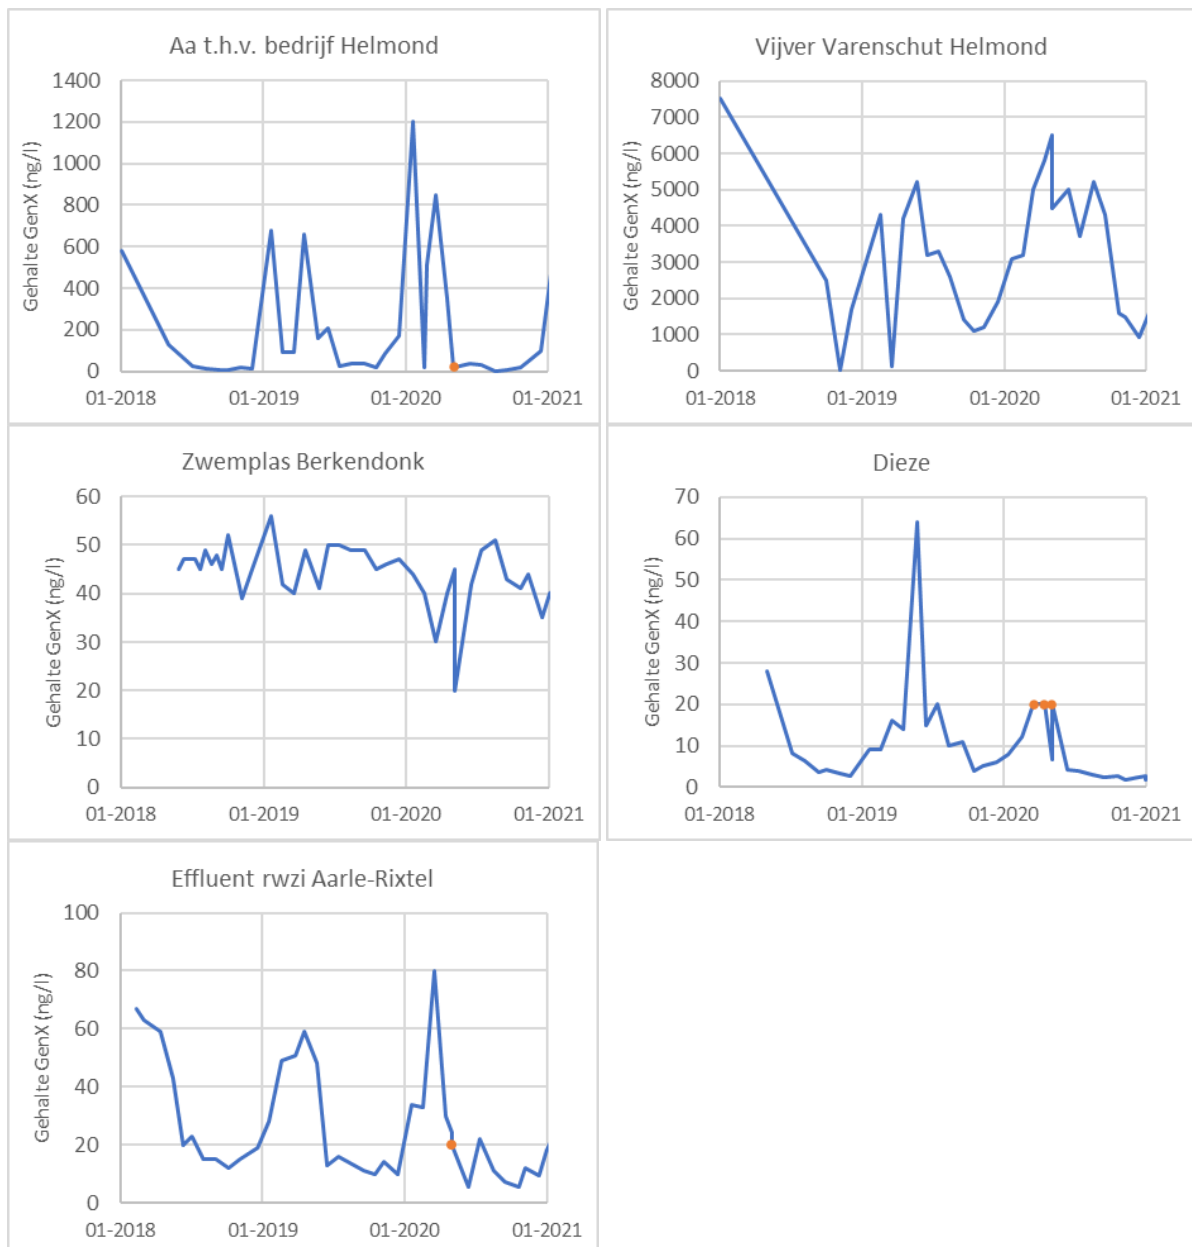 Aa t.h.v. bedrijf Helmond
Gehalte GenX (ng/l)
1400
1200
1000
800
600
400
200
0
01-2018 01-2019 01-2020 01-2021
Vijver Varenschut Helmond
Gehalte GenX (ng/l)
8000
7000
6000
5000
4000
3000
2000
1000
0
01-2018 01-2019 01-2020 01-2021
Zwemplas Berkendonk
Gehalte GenX (ng/l)
60
50
40
30
20
10
0
01-2018 01-2019 01-2020 01-2021
Dieze
Gehalte GenX (ng/l)
70
60
50
40
30
20
10
0
01-2018 01-2019 01-2020 01-2021
Effluent rwzi Aarle-Rixtel
Gehalte GenX (ng/l)
100
80
60
40
20
0
01-2018 01-2019 01-2020 01-2021